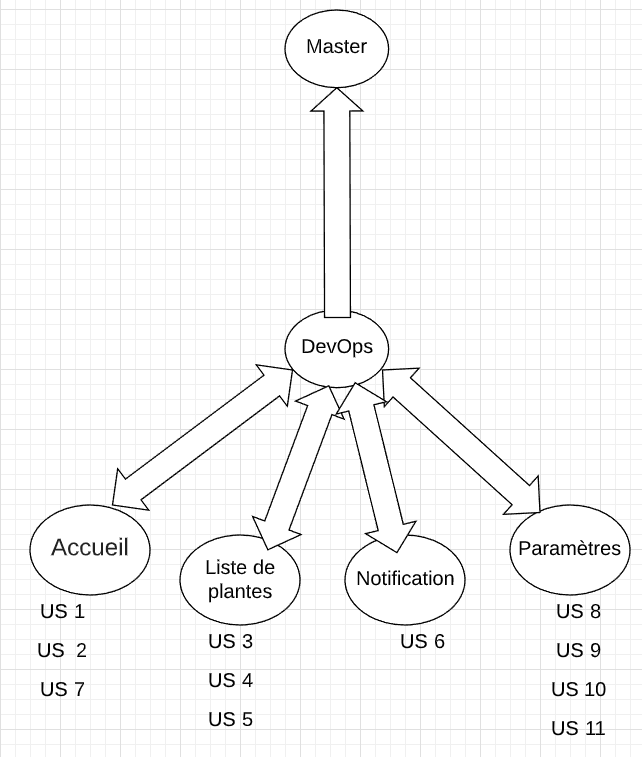 Master
DevOps
Accueil
Liste de
plantes
Notification
Paramètres
US 1
US 2
US 7
US 3
US 4
US 5
US 6
US 8
US 9
US 10
US 11